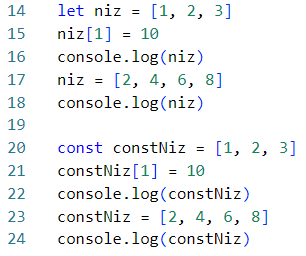 14 let niz = [1, 2, 3]
15 niz[1] = 10
16 console.log(niz)
17 niz = [2, 4, 6, 8]
18 console.log(niz)
19
20 const constNiz = [1, 2, 3]
21 constNiz[1] = 10
22 console.log(constNiz)
23 constNiz = [2, 4, 6, 8]
24 console.log(constNiz)